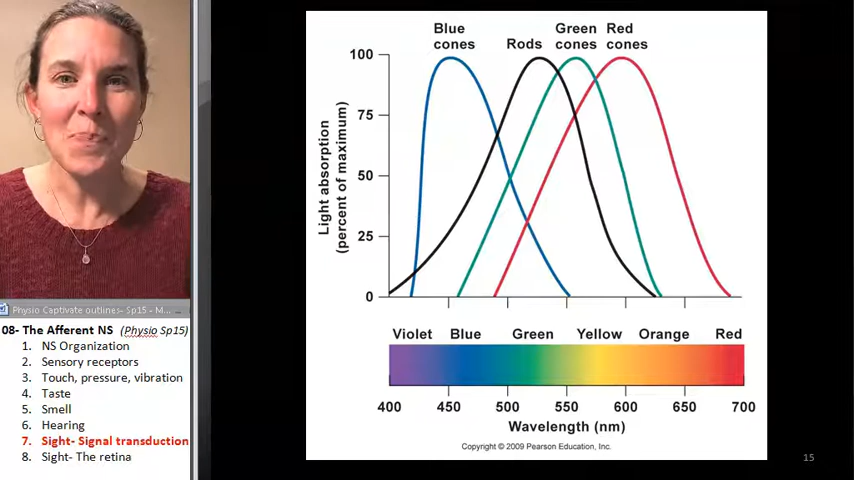 Blue
cones
Rods
Green
cones
Red
cones
100
75
50
25
0
Light absorption
(percent of maximum)
Violet Blue Green Yellow Orange Red
400 450 500 550 600 650 700
Wavelength (nm)
Copyright © 2009 Pearson Education, Inc.
15
Physio Captivate outlines- Sp15 - M...
08- The Afferent NS (Physio Sp15)
1. NS Organization
2. Sensory receptors
3. Touch, pressure, vibration
4. Taste
5. Smell
6. Hearing
7. Sight- Signal transduction
8. Sight- The retina